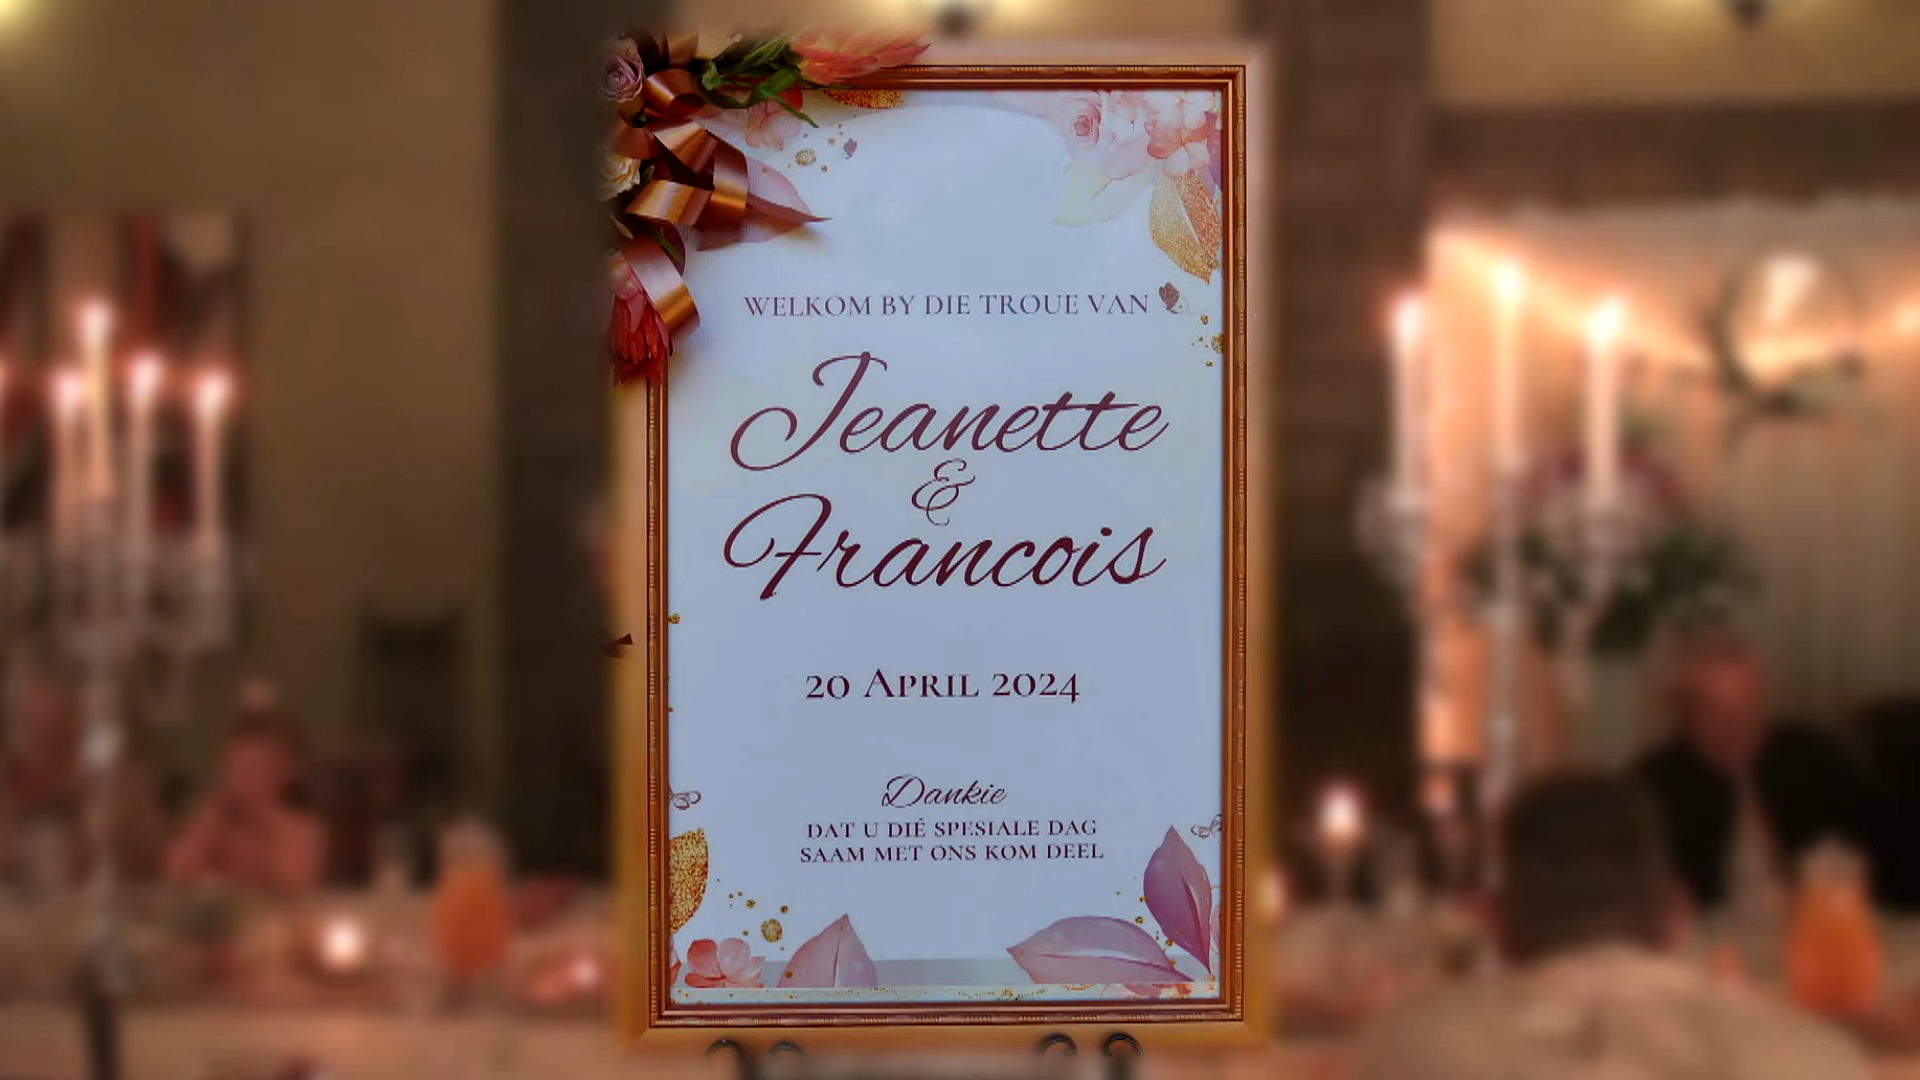 WELKOM BY DIE TROUE VAN
Jeanette
&
Francois
20 APRIL 2024
Dankie
DAT U DIÉ SPESIALE DAG
SAAM MET ONS KOM DEEL